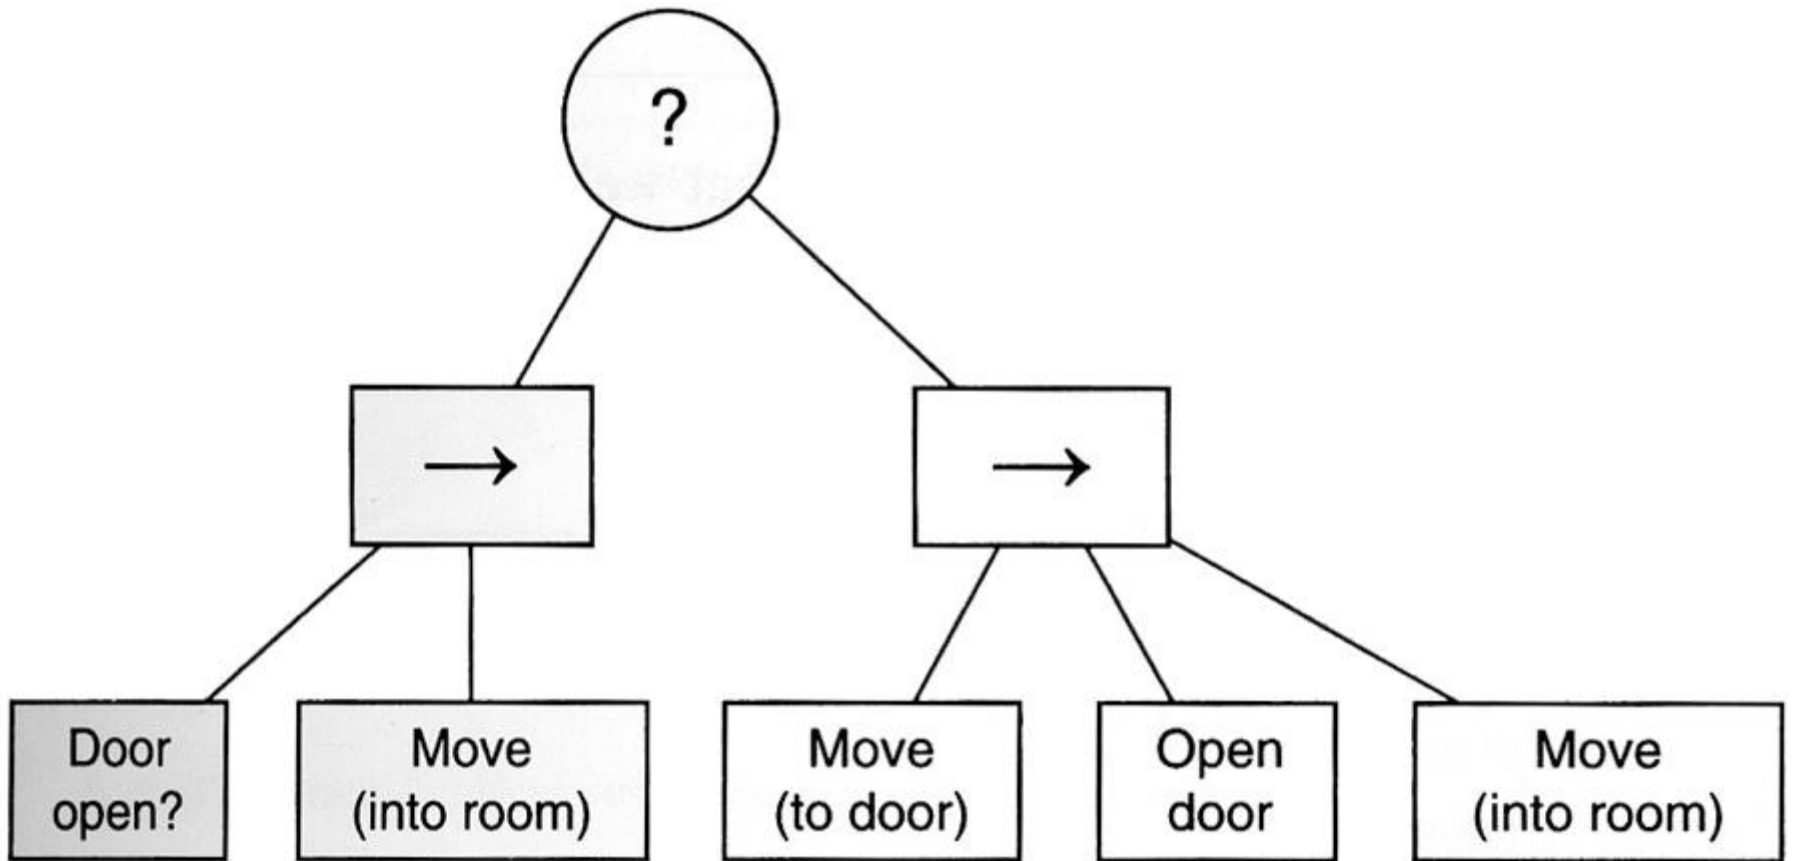 ?
→
→
Door
open?
Move
(into room)
Move
(to door)
Open
door
Move
(into room)